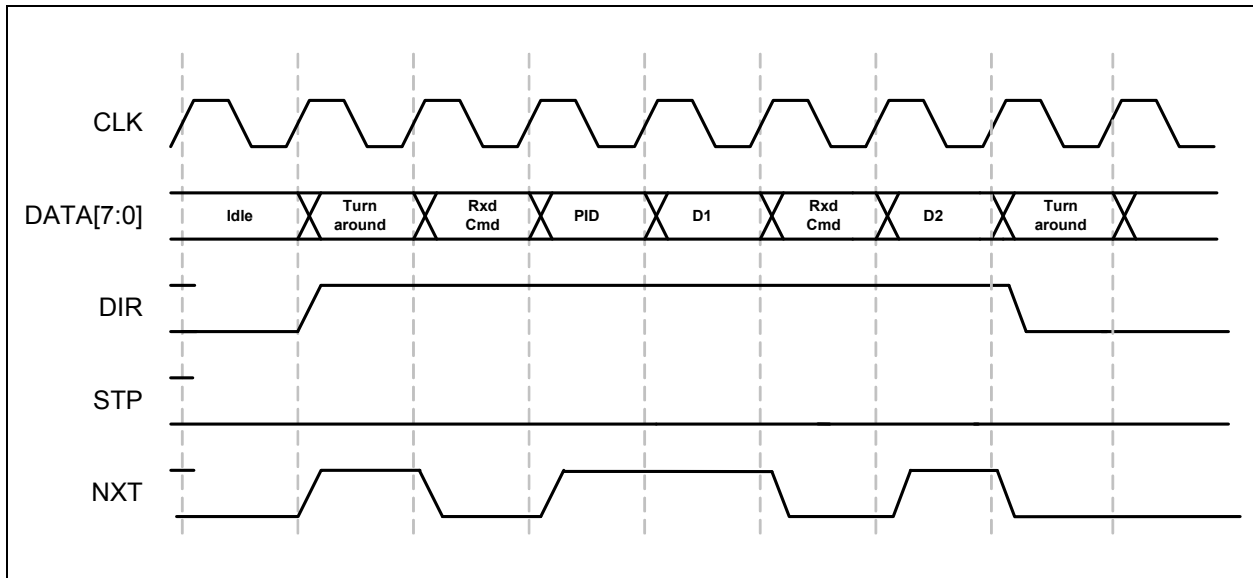 CLK
DATA[7:0]
Idle
Turn
around
Rxd
Cmd
PID
D1
Rxd
Cmd
D2
Turn
around
DIR
STP
NXT